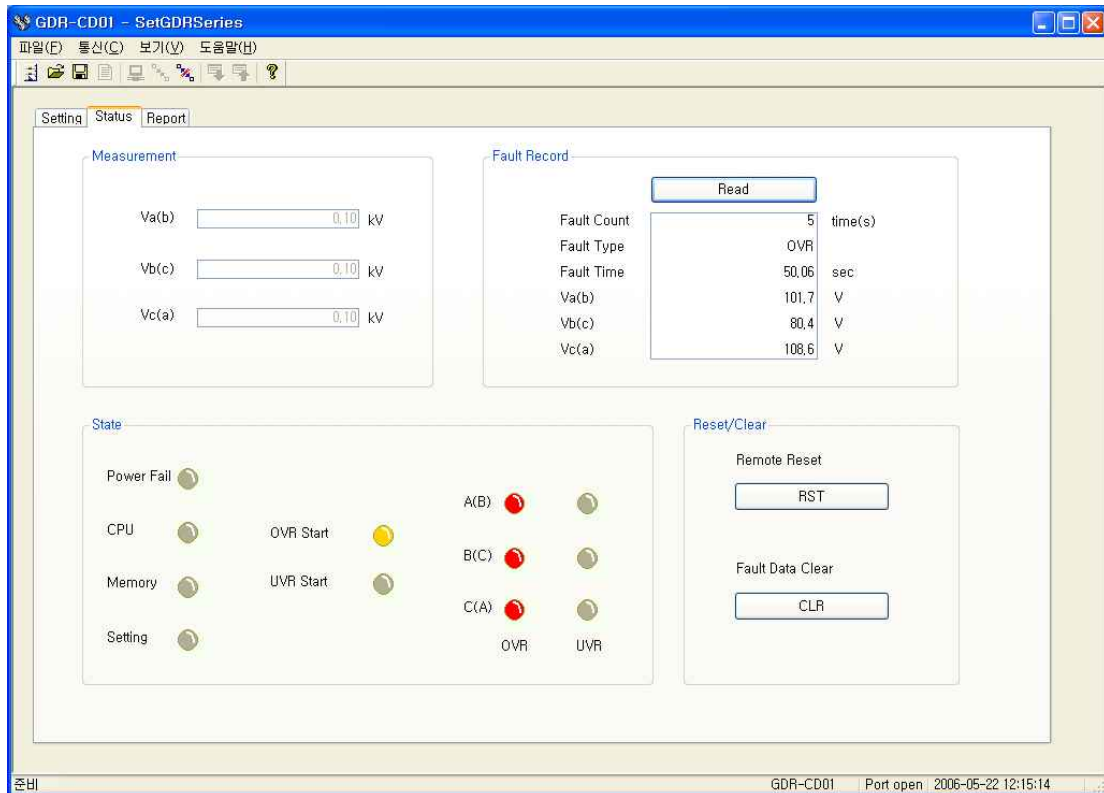 GDR-CD01 - SetGDRSeries
파일(F) 통신(C) 보기(V) 도움말(H)
Setting Status Report
Measurement
Va(b) 0,10 kV
Vb(c) 0,10 kV
Vc(a) 0,10 kV
Fault Record
Read
Fault Count 5 time(s)
Fault Type OVR
Fault Time 50,06 sec
Va(b) 101,7 V
Vb(c) 80,4 V
Vc(a) 108,6 V
State
Power Fail
CPU
Memory
Setting
OVR Start
UVR Start
A(B)
B(C)
C(A)
OVR UVR
Reset/Clear
Remote Reset
RST
Fault Data Clear
CLR
준비 GDR-CD01 Port open 2006-05-22 12:15:14